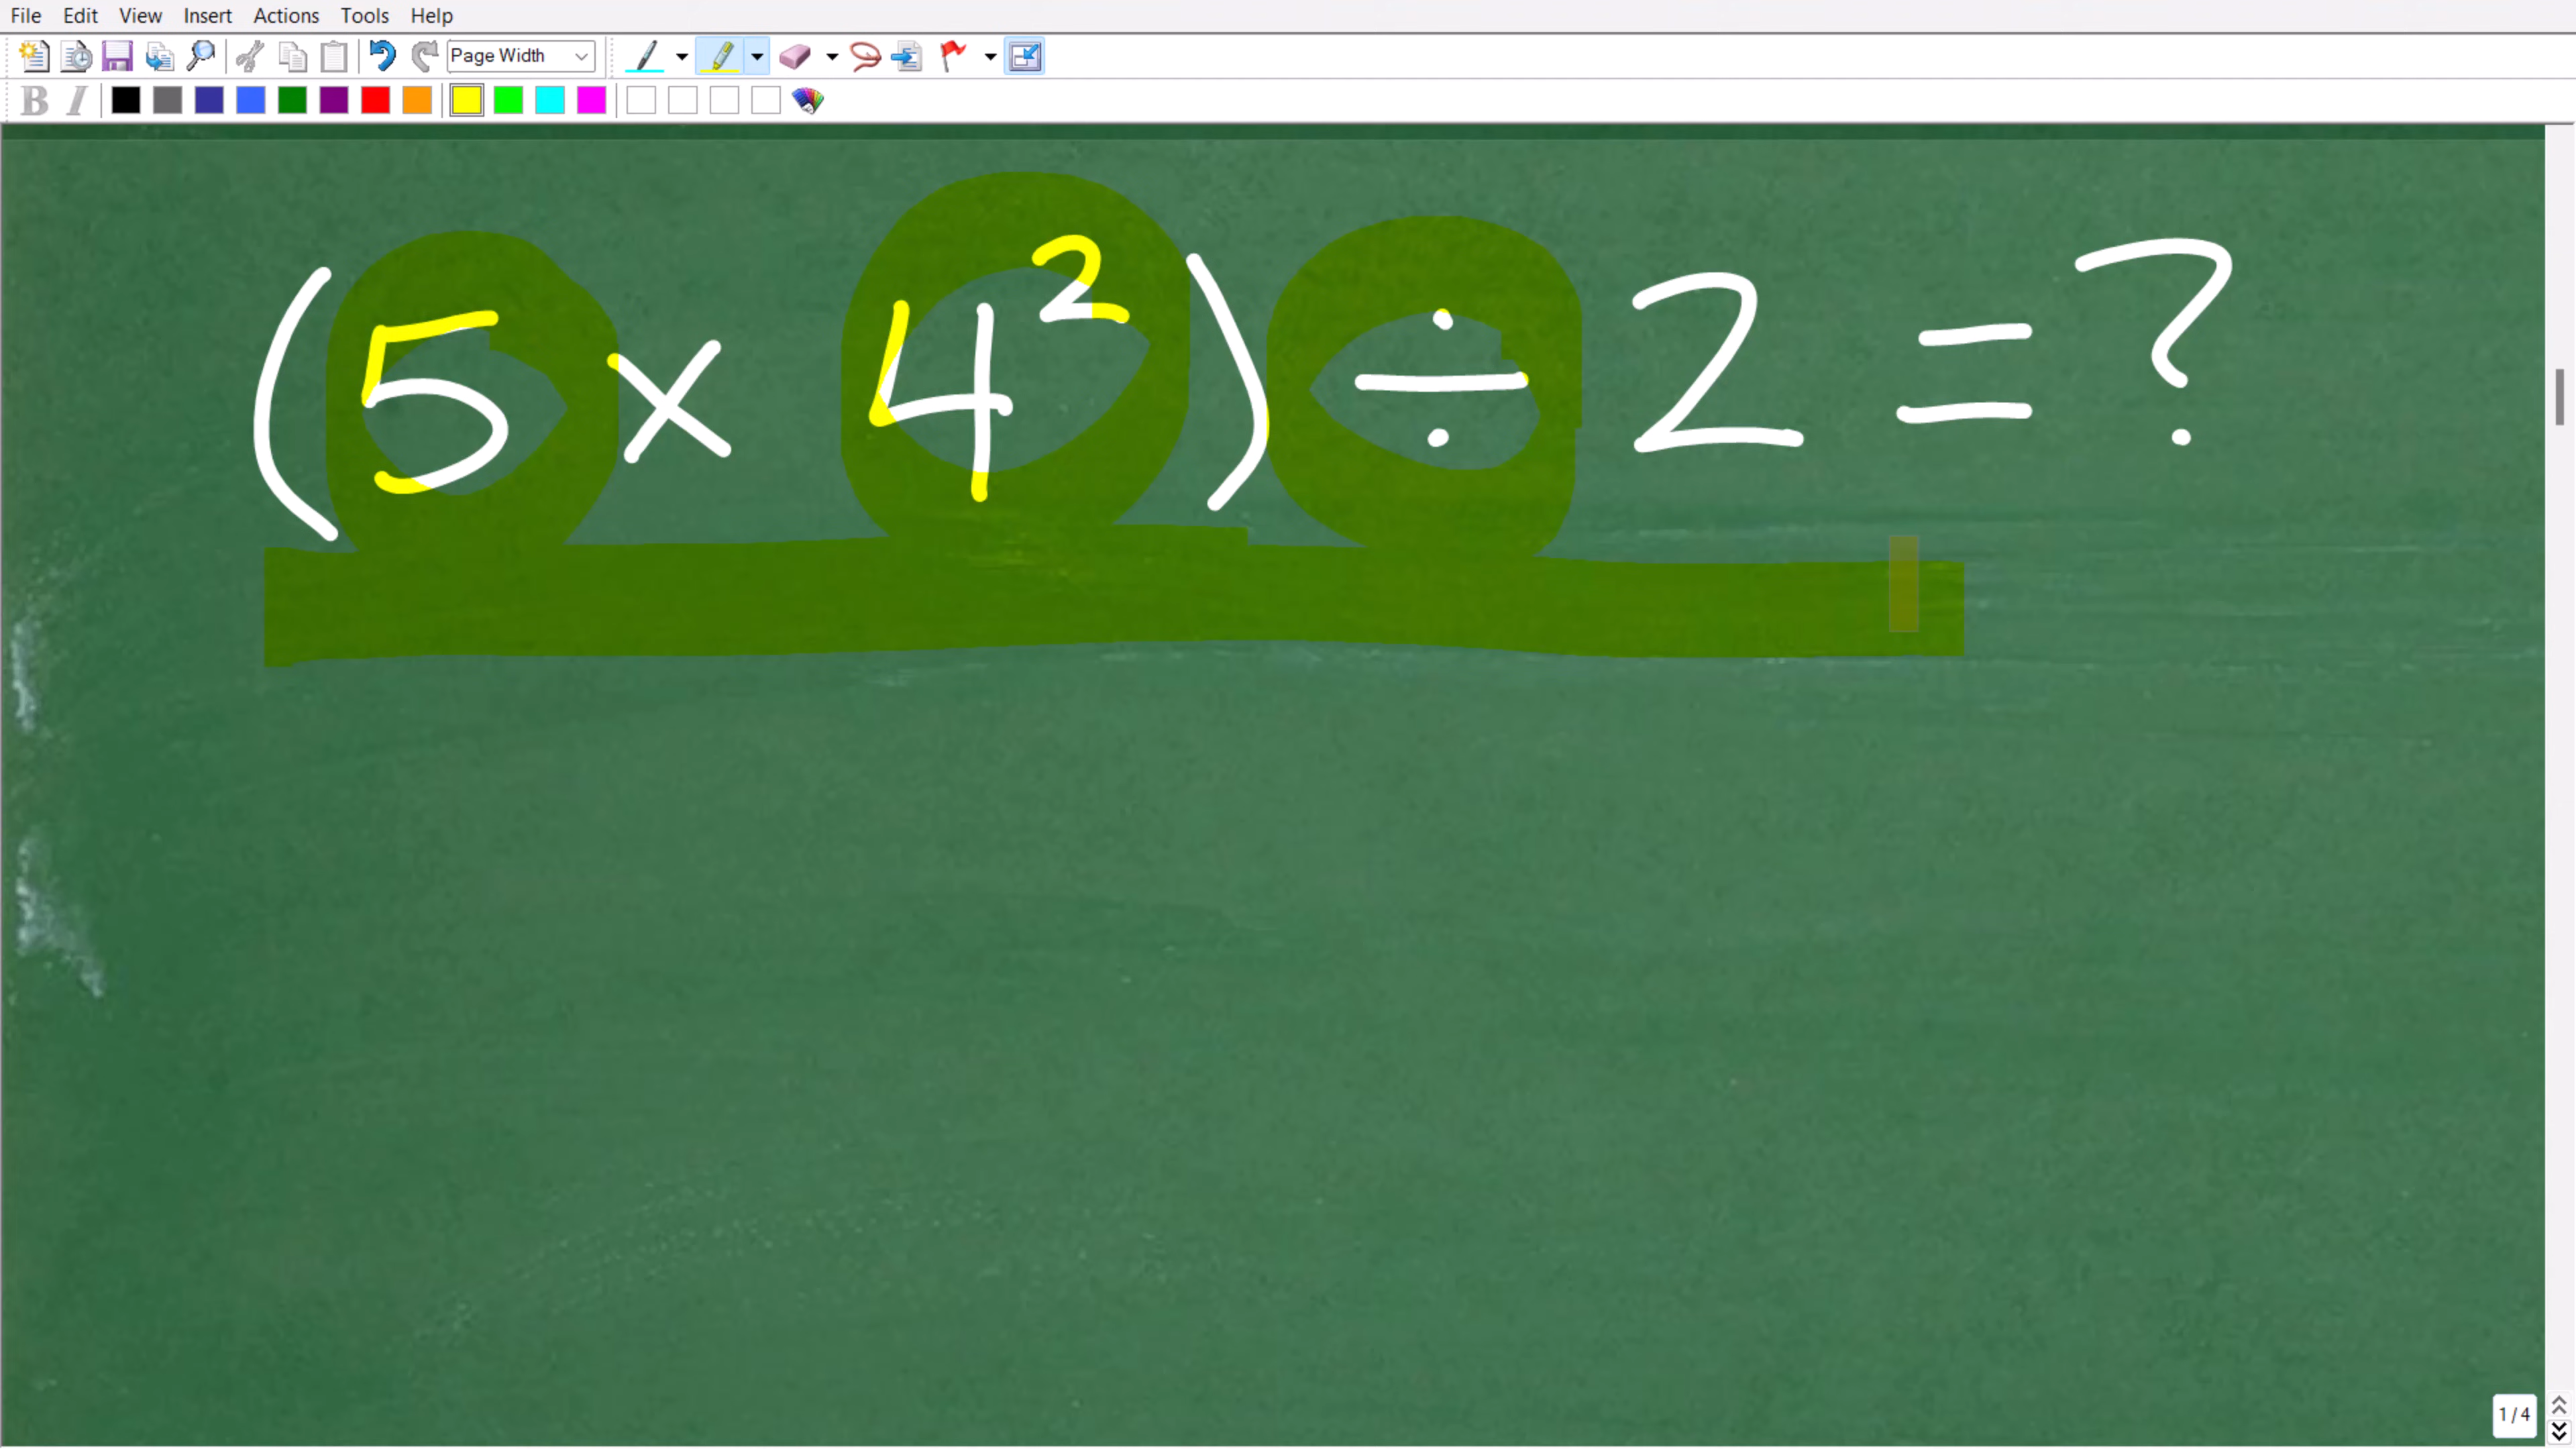 File Edit View Insert Actions Tools Help
Page Width
B I
(5 × 4²) ÷ 2 = ?
1 / 4